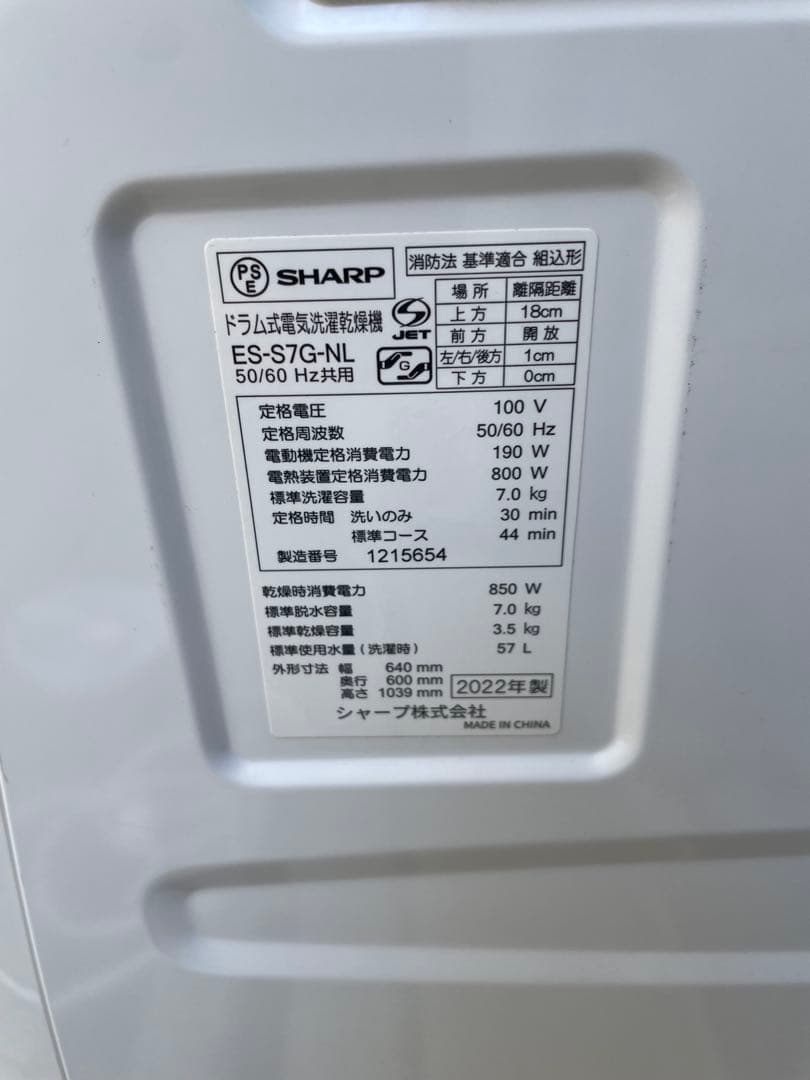 PSE SHARP
消防法 基準適合 組込形
場所 離隔距離
上方 18cm
前方 開放
左/右/後方 1cm
下方 0cm
ドラム式電気洗濯乾燥機
S JET
ES-S7G-NL
G
50/60 Hz共用
定格電圧 100 V
定格周波数 50/60 Hz
電動機定格消費電力 190 W
電熱装置定格消費電力 800 W
標準洗濯容量 7.0 kg
定格時間 洗いのみ 30 min
標準コース 44 min
製造番号 1215654
乾燥時消費電力 850 W
標準脱水容量 7.0 kg
標準乾燥容量 3.5 kg
標準使用水量(洗濯時) 57 L
外形寸法 幅 640 mm
奥行 600 mm
高さ 1039 mm
2022年製
シャープ株式会社
MADE IN CHINA